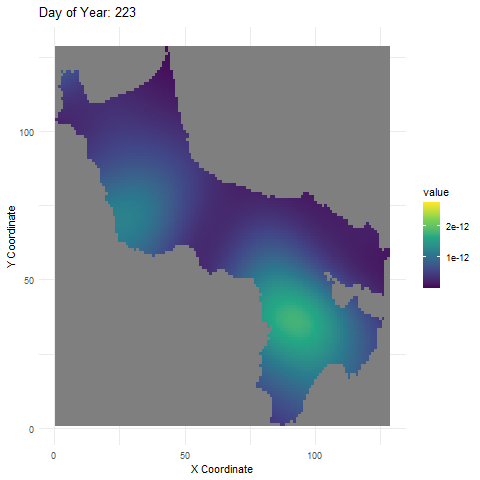 Day of Year: 223
value
2e-12
1e-12
100
50
0
0
50
100
Y Coordinate
X Coordinate